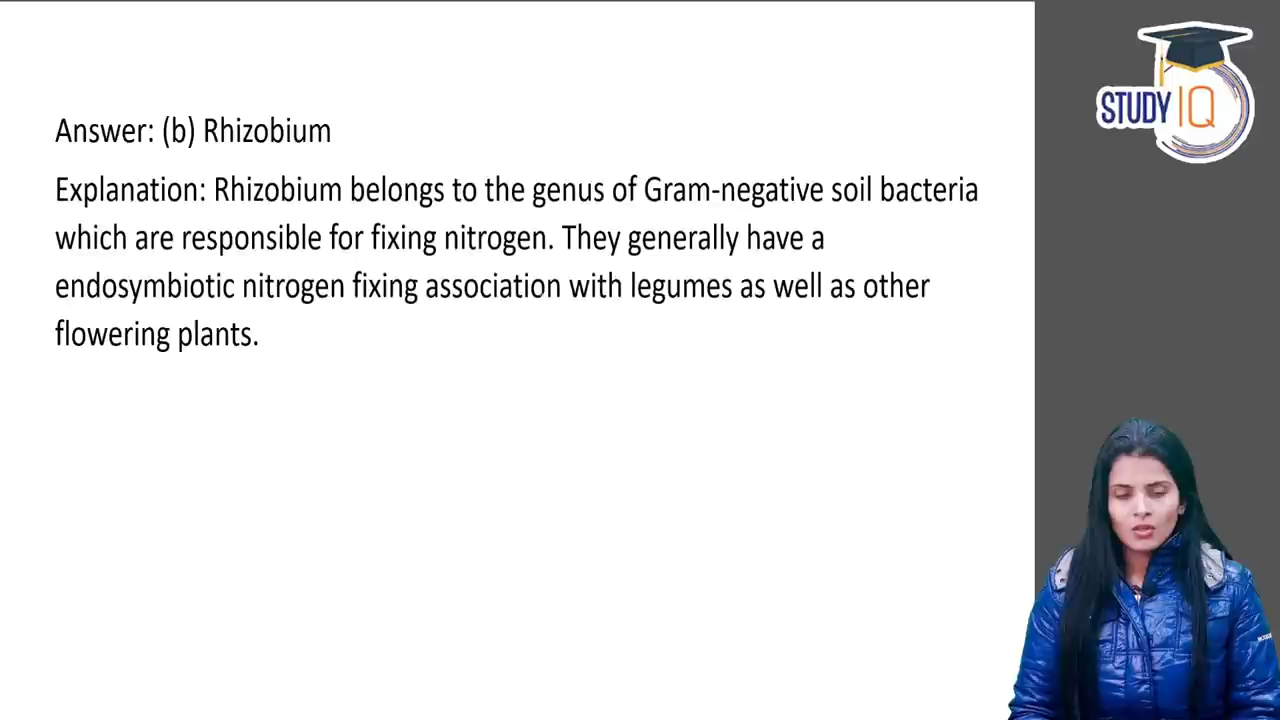 Answer: (b) Rhizobium
Explanation: Rhizobium belongs to the genus of Gram-negative soil bacteria
which are responsible for fixing nitrogen. They generally have a
endosymbiotic nitrogen fixing association with legumes as well as other
flowering plants.
STUDY IQ